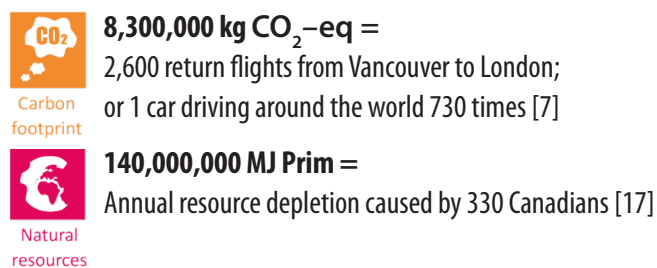 CO2
8,300,000 kg CO2–eq =
2,600 return flights from Vancouver to London;
or 1 car driving around the world 730 times [7]
Carbon
footprint
140,000,000 MJ Prim =
Annual resource depletion caused by 330 Canadians [17]
Natural
resources